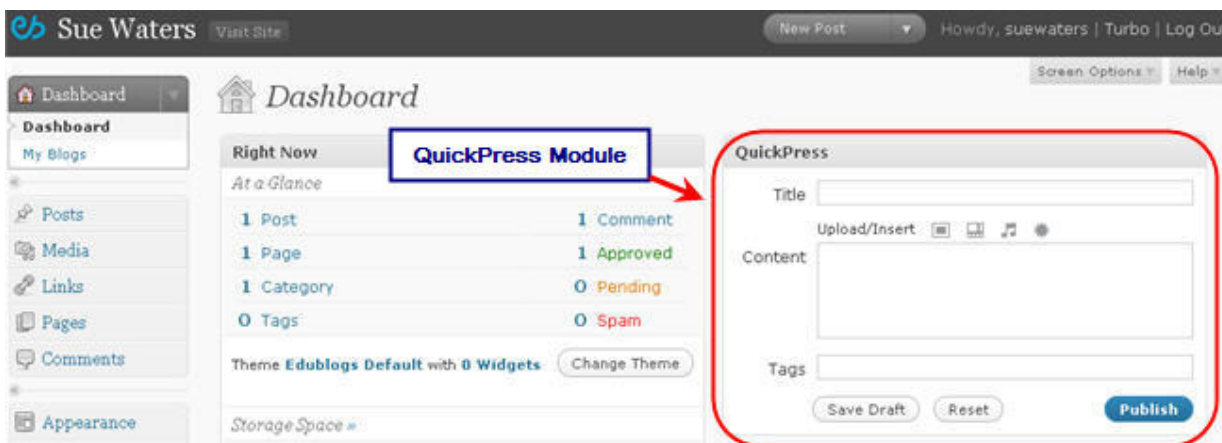 Sue Waters Visit Site New Post Howdy, suewaters | Turbo | Log Ou
Screen Options Help
Dashboard
Dashboard
My Blogs
Posts
Media
Links
Pages
Comments
Appearance
Dashboard
Right Now
At a Glance
1 Post 1 Comment
1 Page 1 Approved
1 Category 0 Pending
0 Tags 0 Spam
Theme Edublogs Default with 0 Widgets Change Theme
Storage Space »
QuickPress Module
QuickPress
Title
Upload/Insert
Content
Tags
Save Draft Reset Publish